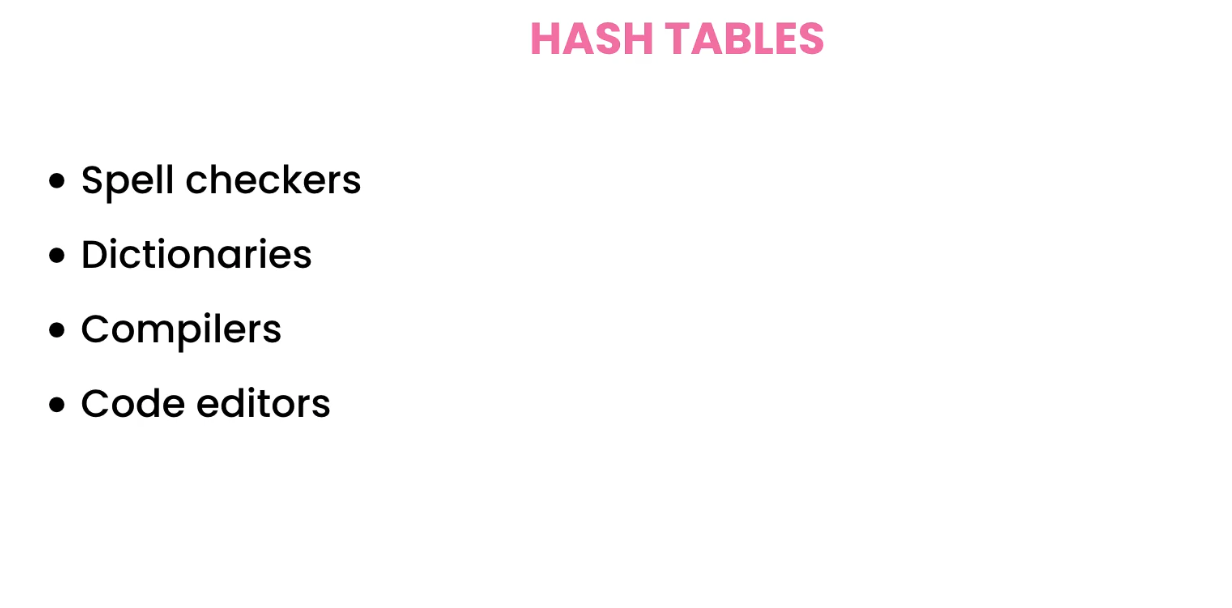 HASH TABLES
• Spell checkers
• Dictionaries
• Compilers
• Code editors